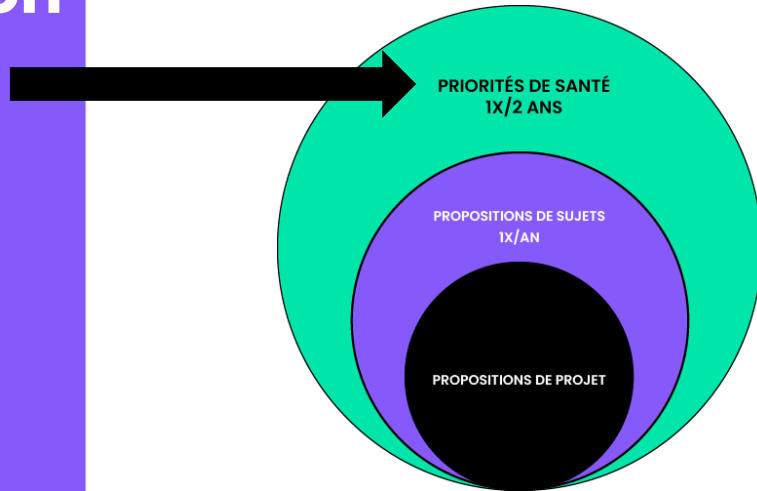 PRIORITÉS DE SANTÉ
1X/2 ANS
PROPOSITIONS DE SUJETS
1X/AN
PROPOSITIONS DE PROJET